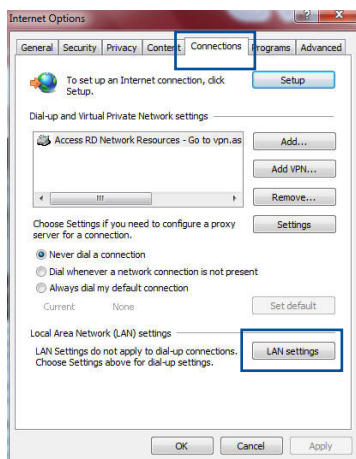 Internet Options
General Security Privacy Content Connections Programs Advanced
To set up an Internet connection, click
Setup.
Setup
Dial-up and Virtual Private Network settings
Access RD Network Resources - Go to vpn.as
Add...
Add VPN...
Remove...
Choose Settings if you need to configure a proxy
server for a connection.
Settings
Never dial a connection
Dial whenever a network connection is not present
Always dial my default connection
Current None
Set default
Local Area Network (LAN) settings
LAN Settings do not apply to dial-up connections.
Choose Settings above for dial-up settings.
LAN settings
OK Cancel Apply